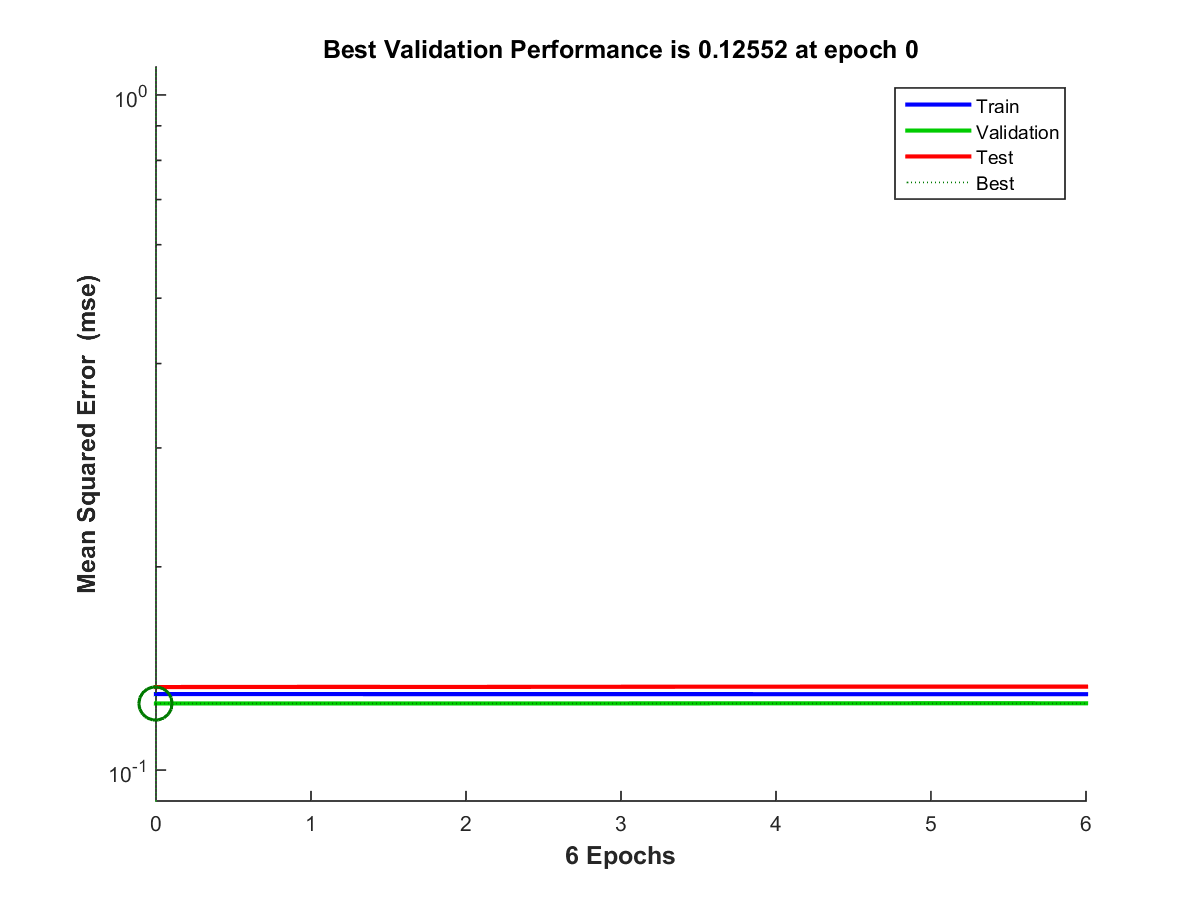 Best Validation Performance is 0.12552 at epoch 0
10^0
Train
Validation
Test
Best
Mean Squared Error (mse)
10^-1
0 1 2 3 4 5 6
6 Epochs